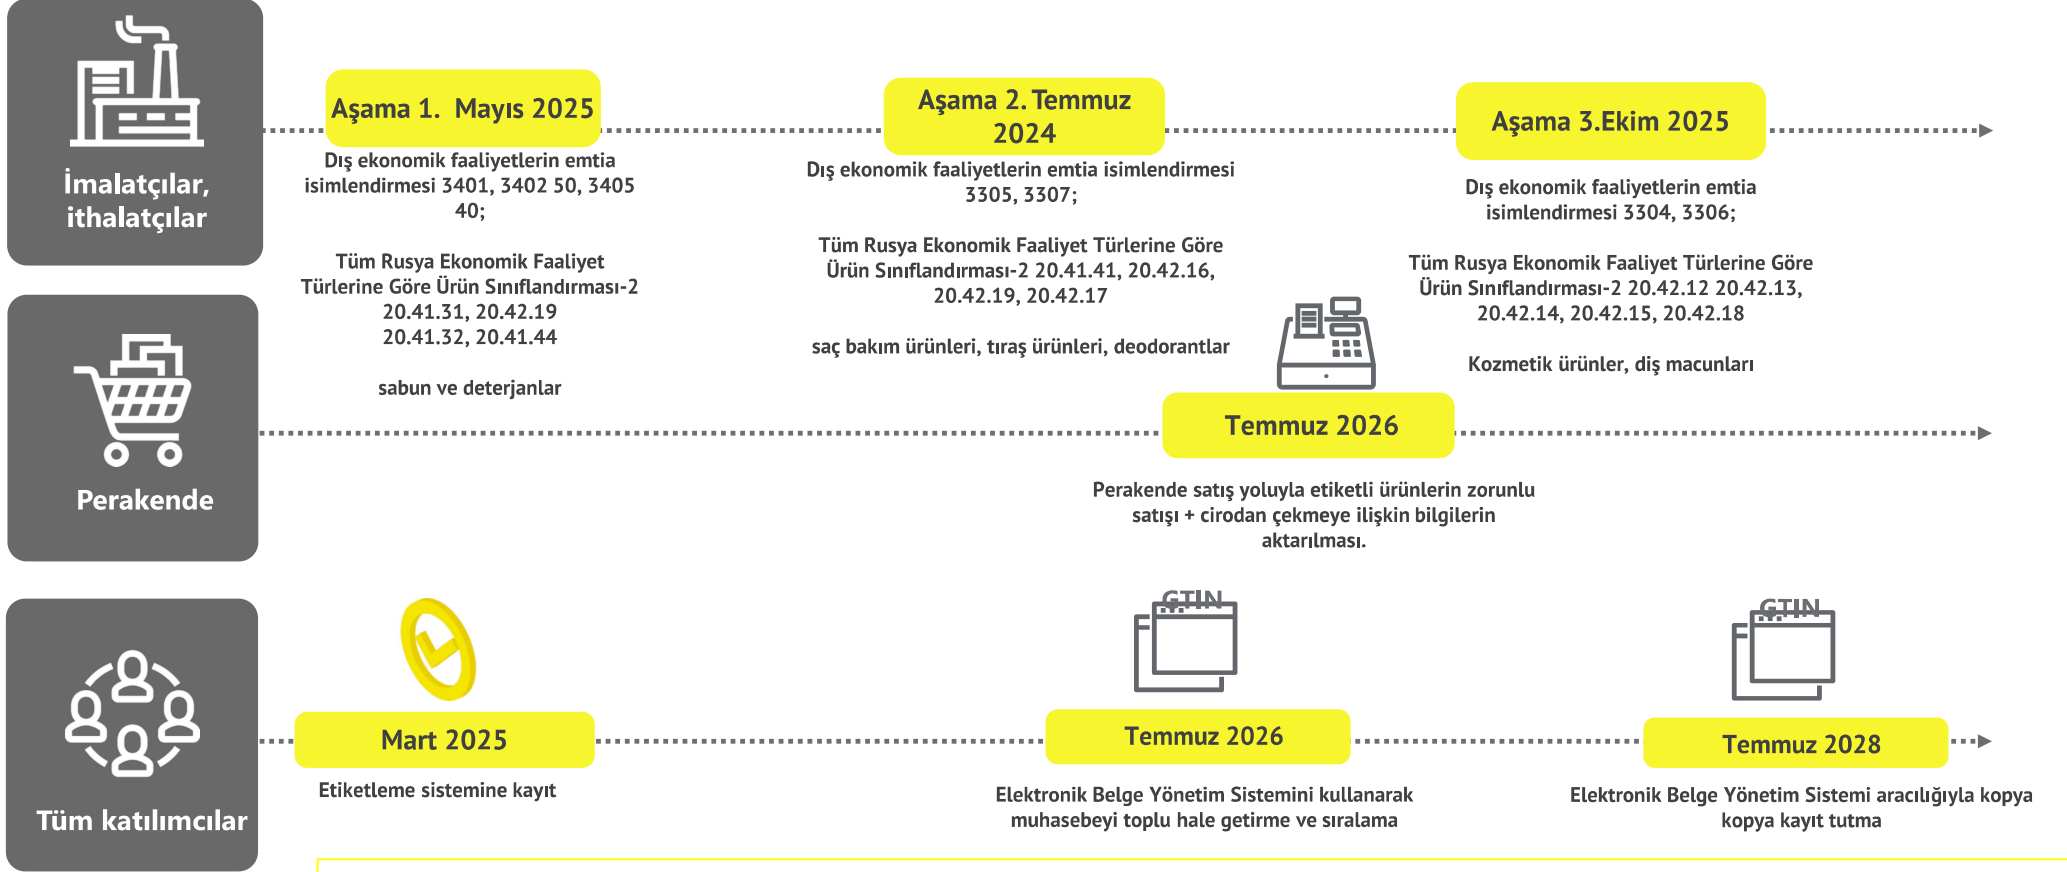 İmalatçılar,
ithalatçılar
Aşama 1. Mayıs 2025
Dış ekonomik faaliyetlerin emtia
isimlendirmesi 3401, 3402 50, 3405
40;
Tüm Rusya Ekonomik Faaliyet
Türlerine Göre Ürün Sınıflandırması-2
20.41.31, 20.42.19
20.41.32, 20.41.44
sabun ve deterjanlar
Aşama 2. Temmuz
2024
Dış ekonomik faaliyetlerin emtia isimlendirmesi
3305, 3307;
Tüm Rusya Ekonomik Faaliyet Türlerine Göre
Ürün Sınıflandırması-2 20.41.41, 20.42.16,
20.42.19, 20.42.17
saç bakım ürünleri, tıraş ürünleri, deodorantlar
Aşama 3.Ekim 2025
Dış ekonomik faaliyetlerin emtia
isimlendirmesi 3304, 3306;
Tüm Rusya Ekonomik Faaliyet Türlerine Göre
Ürün Sınıflandırması-2 20.42.12 20.42.13,
20.42.14, 20.42.15, 20.42.18
Kozmetik ürünler, diş macunları
Perakende
Temmuz 2026
Perakende satış yoluyla etiketli ürünlerin zorunlu
satışı + cirodan çekmeye ilişkin bilgilerin
aktarılması.
Tüm katılımcılar
Mart 2025
Etiketleme sistemine kayıt
GTIN
Temmuz 2026
Elektronik Belge Yönetim Sistemini kullanarak
muhasebeyi toplu hale getirme ve sıralama
GTIN
Temmuz 2028
Elektronik Belge Yönetim Sistemi aracılığıyla kopya
kopya kayıt tutma